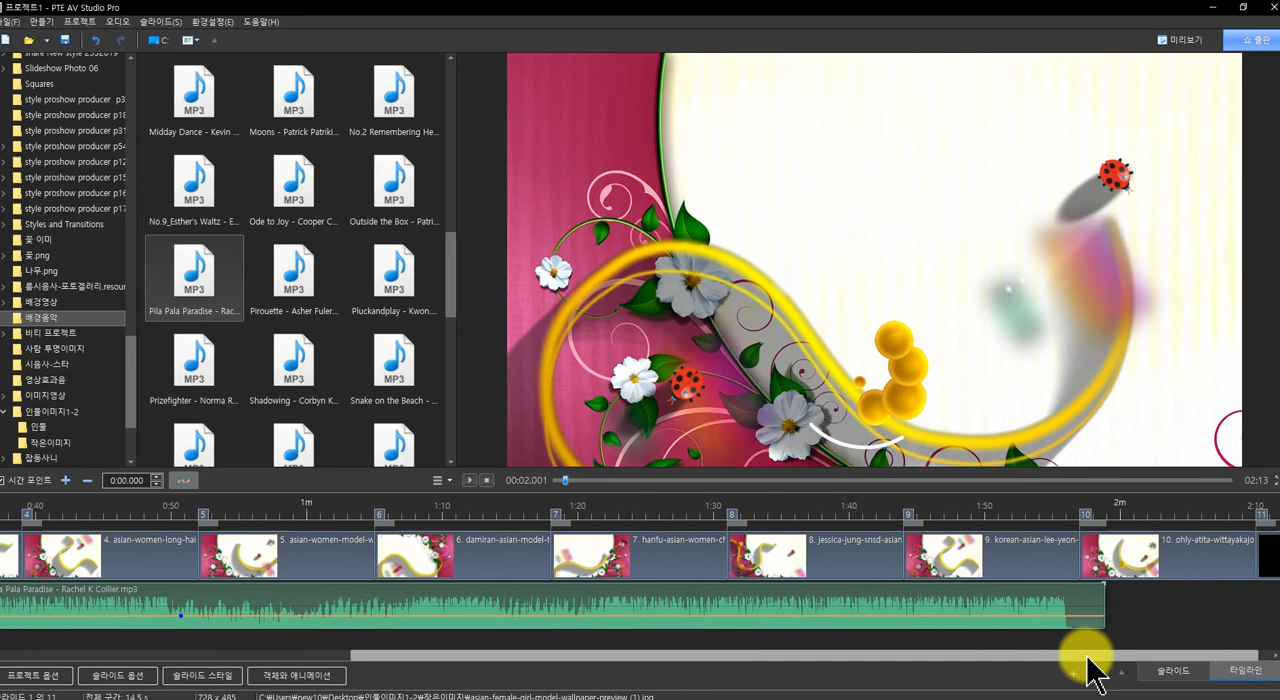 프로젝트1 - PTE AV Studio Pro
일(F) 만들기 프로젝트 오디오 슬라이드(S) 환경설정(E) 도움말(H)
C: 미리보기 쇼 출판
share New style 2532019
Slideshow Photo 06
Squares
style proshow producer p3
style proshow producer p18
style proshow producer p31
style proshow producer p54
style proshow producer p12
style proshow producer p15
style proshow producer p16
style proshow producer p17
Styles and Transitions
꽃 이미
꽃.png
나무.png
룰시음사-포토갤러리.resour
배경영상
배경음악
비티 프로젝트
사람 투명이미지
시음사-스타
영상효과음
이미지영상
인물이미지1-2
인물
작은이미지
잡동사니
MP3 MP3 MP3
Midday Dance - Kevin ... Moons - Patrick Patriki... No.2 Remembering He...
MP3 MP3 MP3
No.9_Esther's Waltz - E... Ode to Joy - Cooper C... Outside the Box - Patri...
MP3 MP3 MP3
Pila Pala Paradise - Rac... Pirouette - Asher Fuler... Pluckandplay - Kwon....
MP3 MP3 MP3
Prizefighter - Norma R... Shadowing - Corbyn K... Snake on the Beach - ...
시간 포인트 0:00.000 00:02.001 02:13
0:40 0:50 1m 1:10 1:20 1:30 1:40 1:50 2m 2:10
4 5 6 7 8 9 10 11
4. asian-women-long-hai 5. asian-women-model-w 6. damiran-asian-model-t 7. hanfu-asian-women-ch 8. jessica-jung-snsd-asian 9. korean-asian-lee-yeon- 10. ohly-atita-wittayakajo
a Pala Paradise - Rachel K Collier.mp3
프로젝트 옵션 슬라이드 옵션 슬라이드 스타일 객체와 애니메이션 슬라이드 타임라인
라이드 1 의 11 전체 구간: 14.5 s 728 x 485 C:₩Users₩new10₩Desktop₩인물이미지1-2₩작은이미지₩asian-female-girl-model-wallpaper-preview (1).jpg